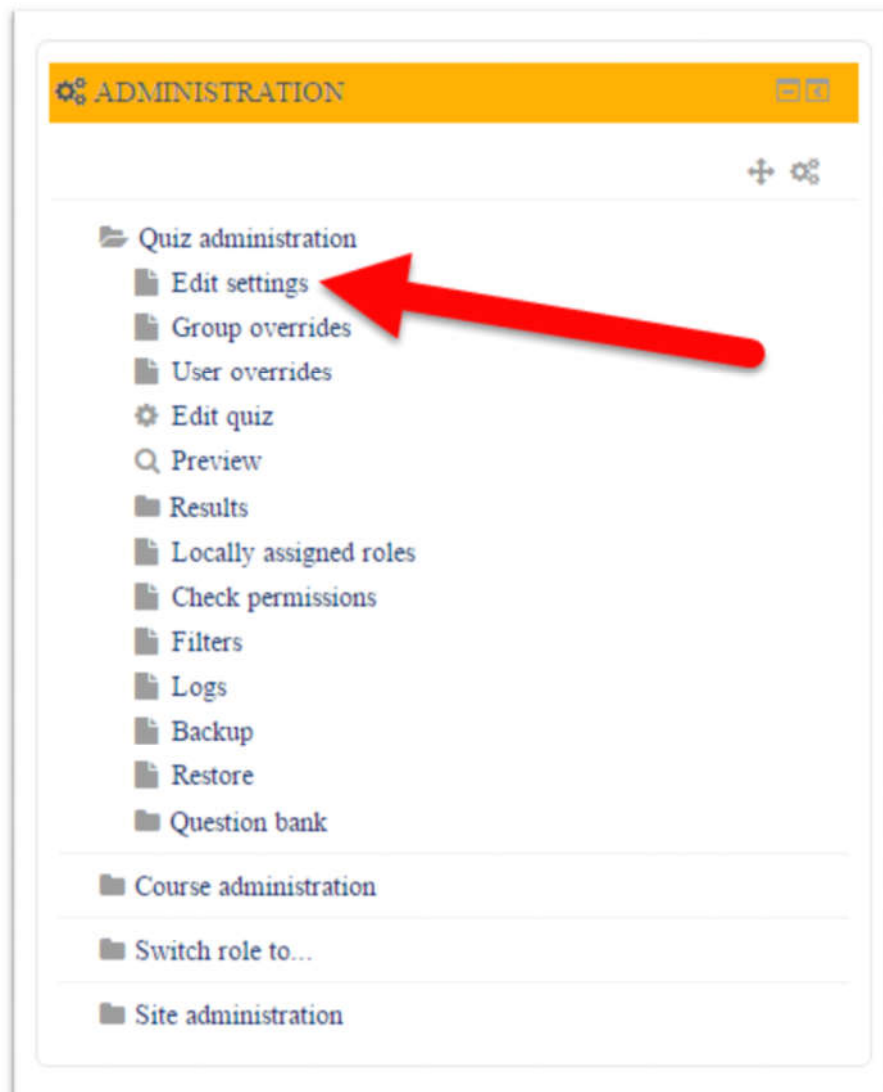 ADMINISTRATION
Quiz administration
Edit settings
Group overrides
User overrides
Edit quiz
Preview
Results
Locally assigned roles
Check permissions
Filters
Logs
Backup
Restore
Question bank
Course administration
Switch role to...
Site administration